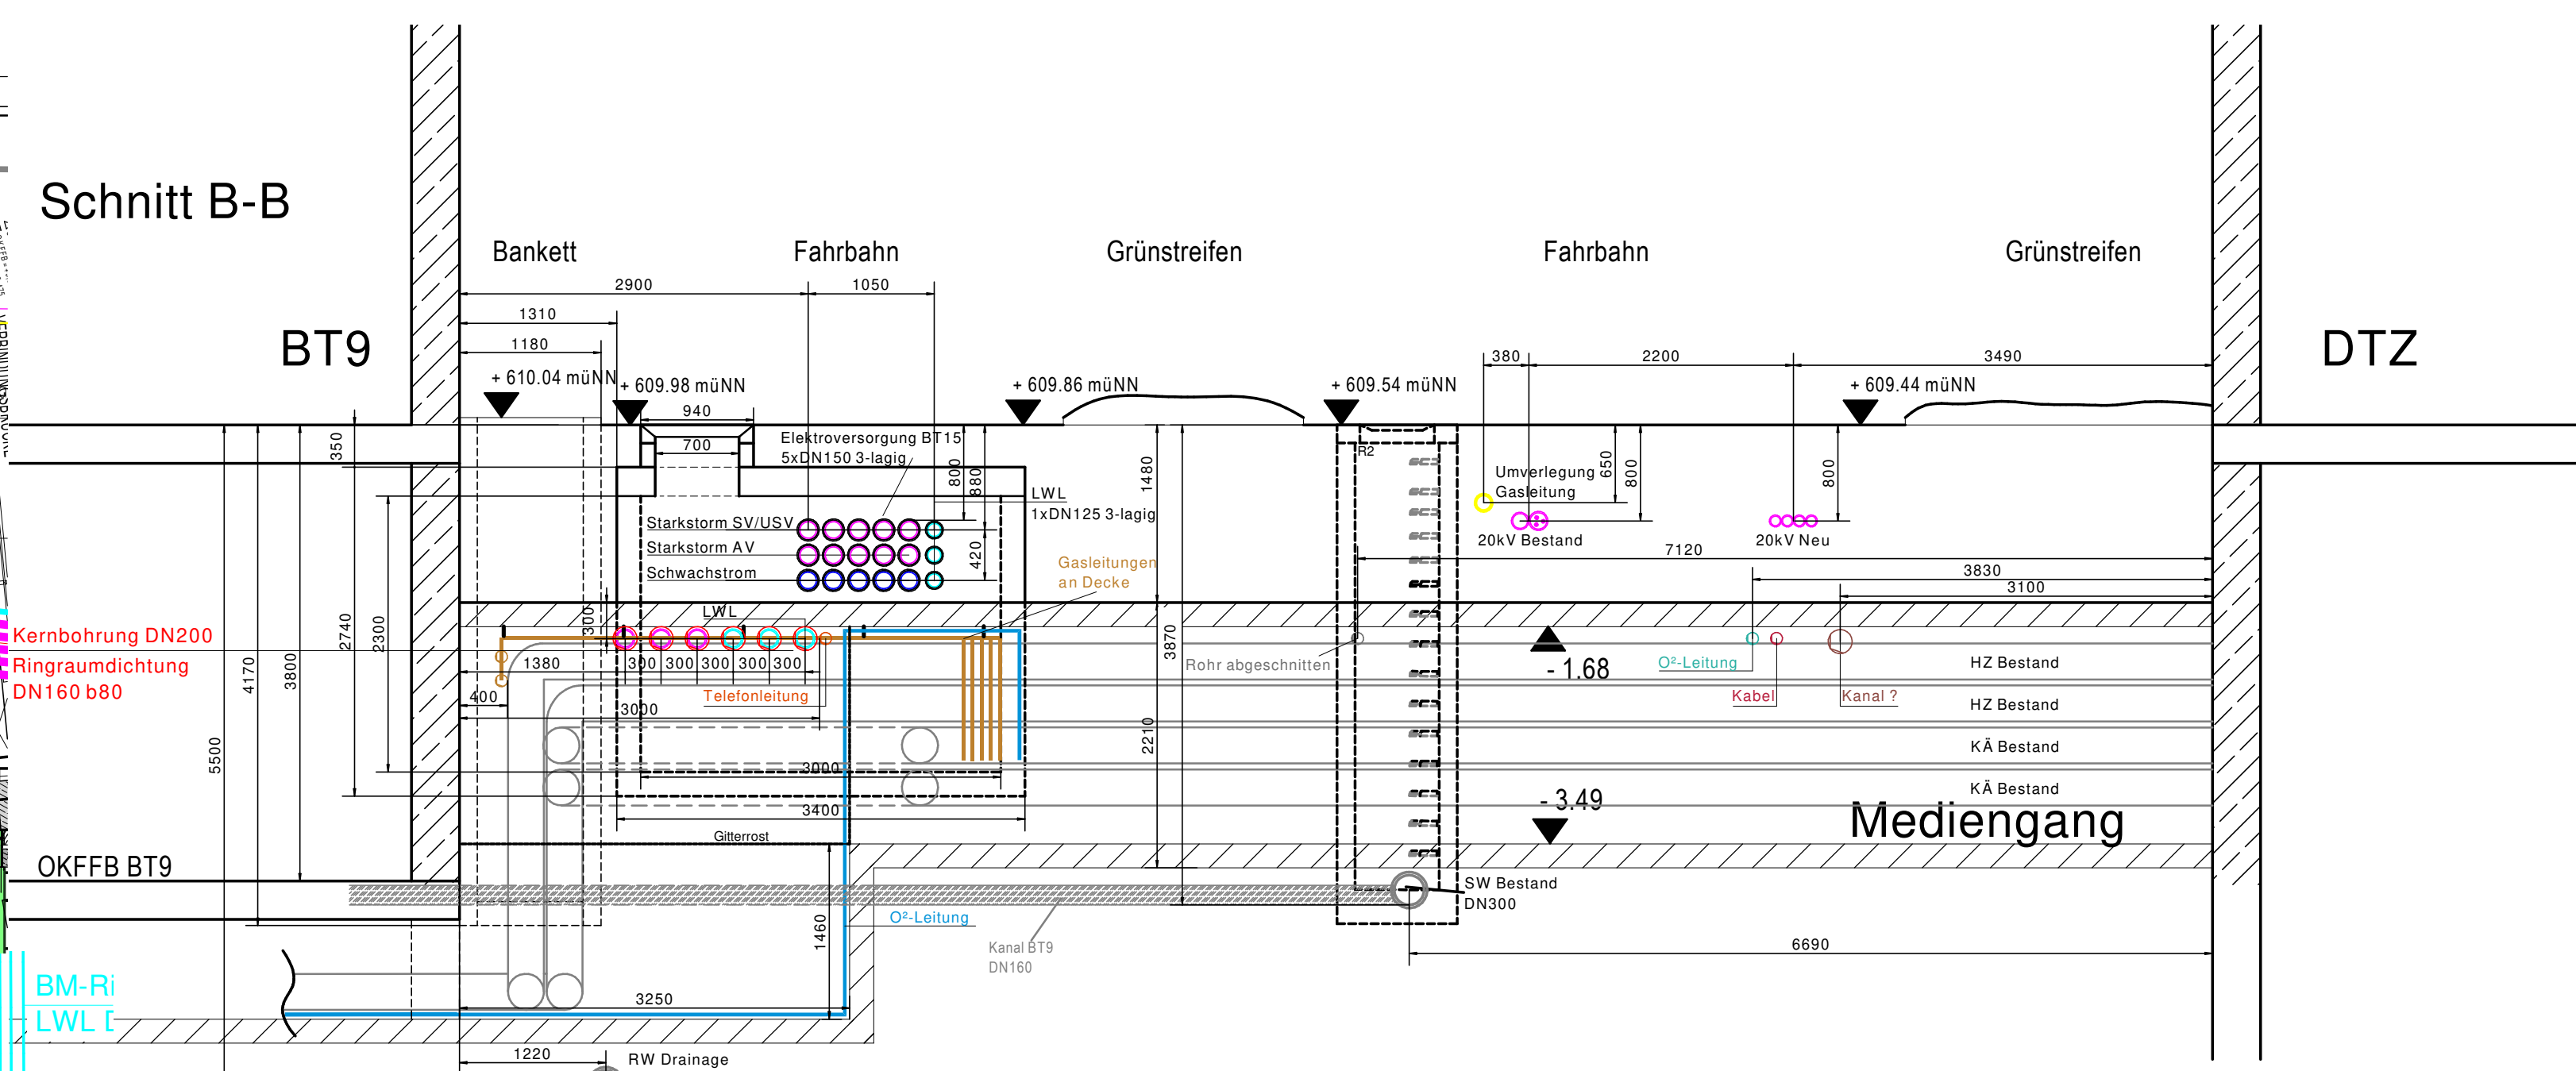 Schnitt B-B
Bankett
Fahrbahn
Grünstreifen
Fahrbahn
Grünstreifen
2900
1050
1310
1180
BT9
DTZ
380
2200
3490
+ 610.04 müNN
+ 609.98 müNN
+ 609.86 müNN
+ 609.54 müNN
+ 609.44 müNN
940
700
350
Elektroversorgung BT15
5xDN150 3-lagig
800
880
420
1480
R2
LWL
1xDN125 3-lagig
Umverlegung
Gasleitung
650
800
800
20kV Bestand
20kV Neu
Starkstorm SV/USV
Starkstorm AV
Schwachstrom
Gasleitungen
an Decke
7120
3830
3100
LWL
300
Kernbohrung DN200
Ringraumdichtung
DN160 b80
5500
4170
3800
2740
2300
1380
300
300
300
300
300
400
Telefonleitung
3000
3870
2210
Rohr abgeschnitten
- 1.68
O²-Leitung
Kabel
Kanal ?
HZ Bestand
HZ Bestand
KÄ Bestand
KÄ Bestand
3000
3400
- 3.49
Mediengang
Gitterrost
OKFFB BT9
1460
O²-Leitung
Kanal BT9
DN160
SW Bestand
DN300
6690
BM-Ri
LWL
3250
1220
RW Drainage